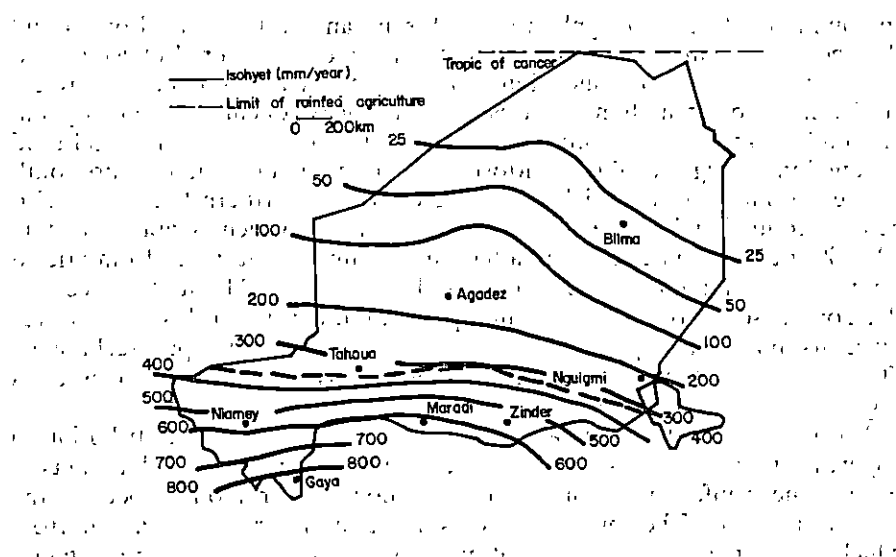 Tropic of cancer
Isohyet (mm/year)
Limit of rainfed agriculture
0 200km
25
50
Bilma
100
25
Agadez
200
50
300
100
Tahoua
400
Nguigmi
200
500
Niamey
Maradi
Zinder
300
600
400
700
500
700
600
800
800
Gaya